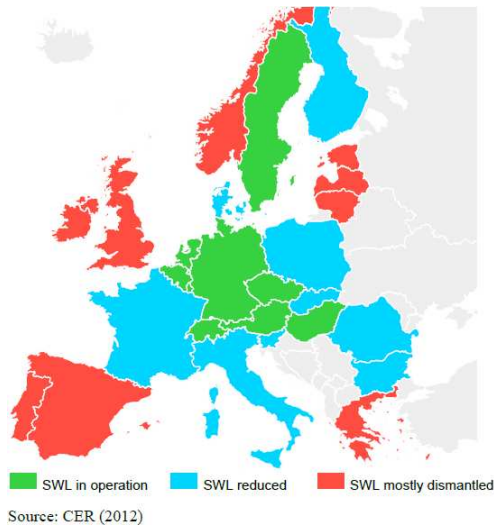 SWL in operation SWL reduced SWL mostly dismantled
Source: CER (2012)